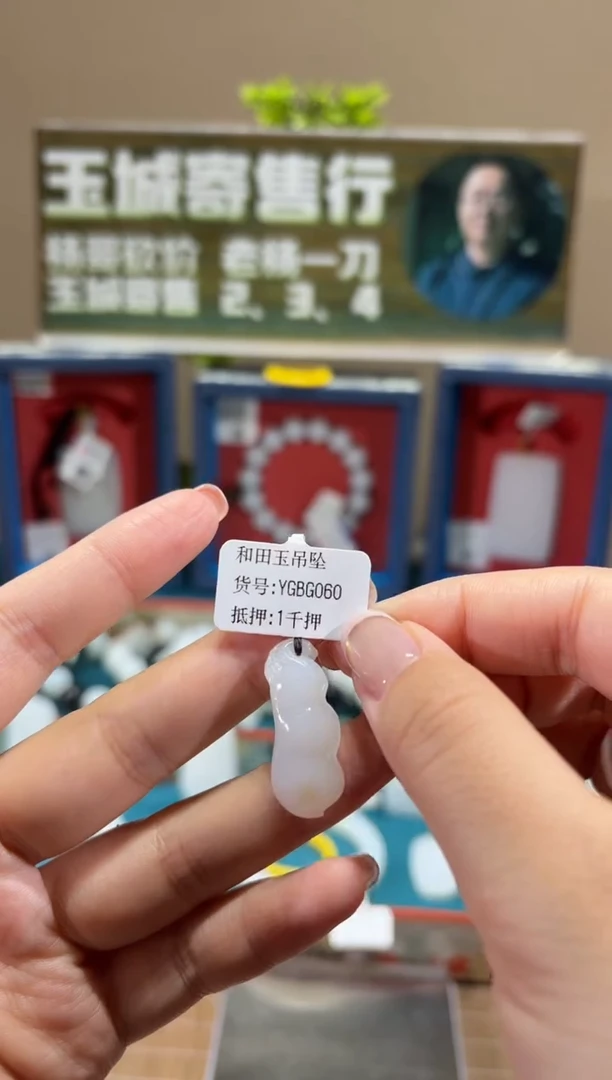 玉城寄售行
杨哥砍价 老杨一刀
玉城寄售 2、3、4
和田玉吊坠
货号:YGBG060
抵押:1千押